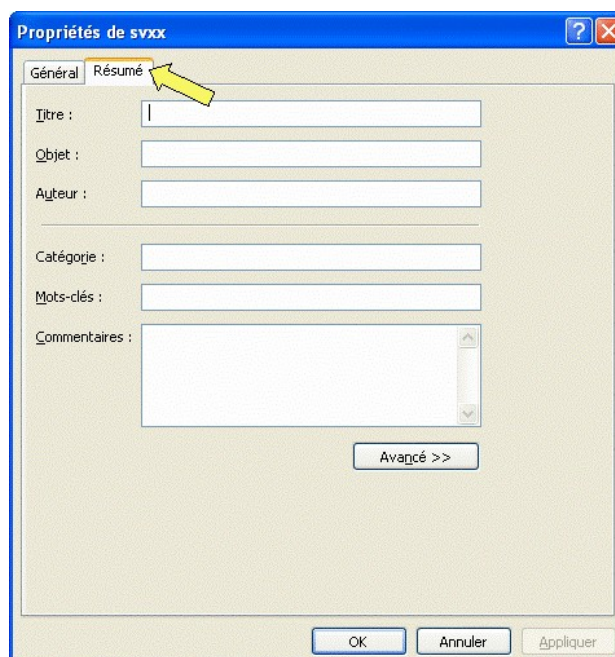 Propriétés de svxx
Général Résumé
Titre :
Objet :
Auteur :
Catégorie :
Mots-clés :
Commentaires :
Avancé >>
OK Annuler Appliquer